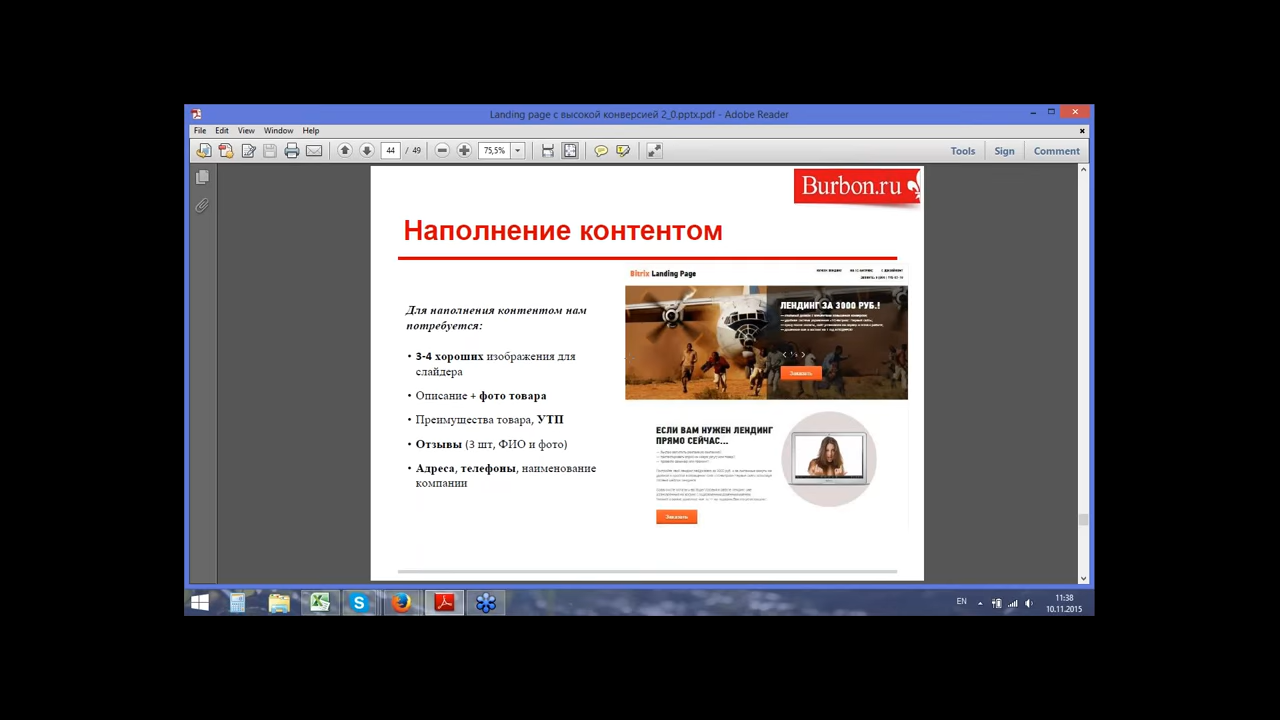 Landing page с высокой конверсией 2_0.pptx.pdf - Adobe Reader
File Edit View Window Help
44 / 49 75,5% Tools Sign Comment
Burbon.ru
Наполнение контентом
Bitrix Landing Page
Для наполнения контентом нам
потребуется:
• 3-4 хороших изображения для
слайдера
• Описание + фото товара
• Преимущества товара, УТП
• Отзывы (3 шт, ФИО и фото)
• Адреса, телефоны, наименование
компании
ЛЕНДИНГ ЗА 3000 РУБ.!
Заказать
ЕСЛИ ВАМ НУЖЕН ЛЕНДИНГ
ПРЯМО СЕЙЧАС...
Заказать
EN
11:38
10.11.2015